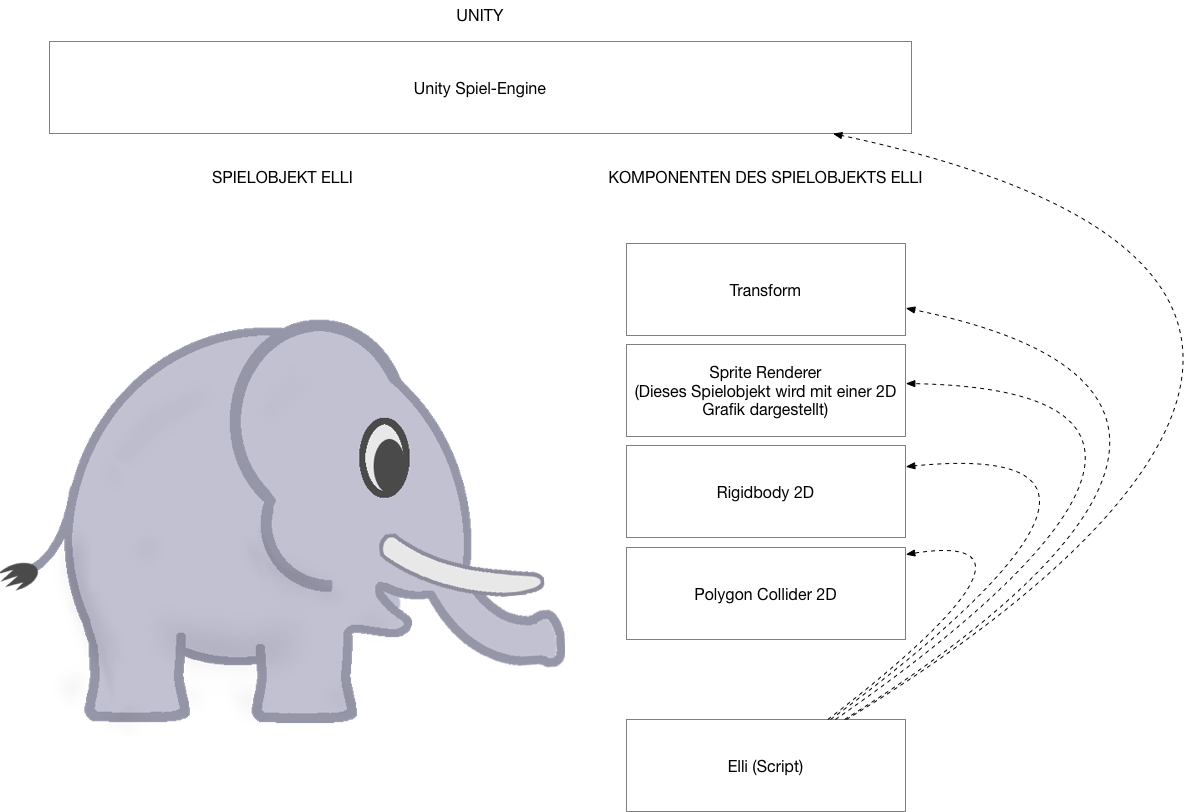 UNITY
Unity Spiel-Engine
SPIELOBJEKT ELLI
KOMPONENTEN DES SPIELOBJEKTS ELLI
Transform
Sprite Renderer
(Dieses Spielobjekt wird mit einer 2D
Grafik dargestellt)
Rigidbody 2D
Polygon Collider 2D
Elli (Script)